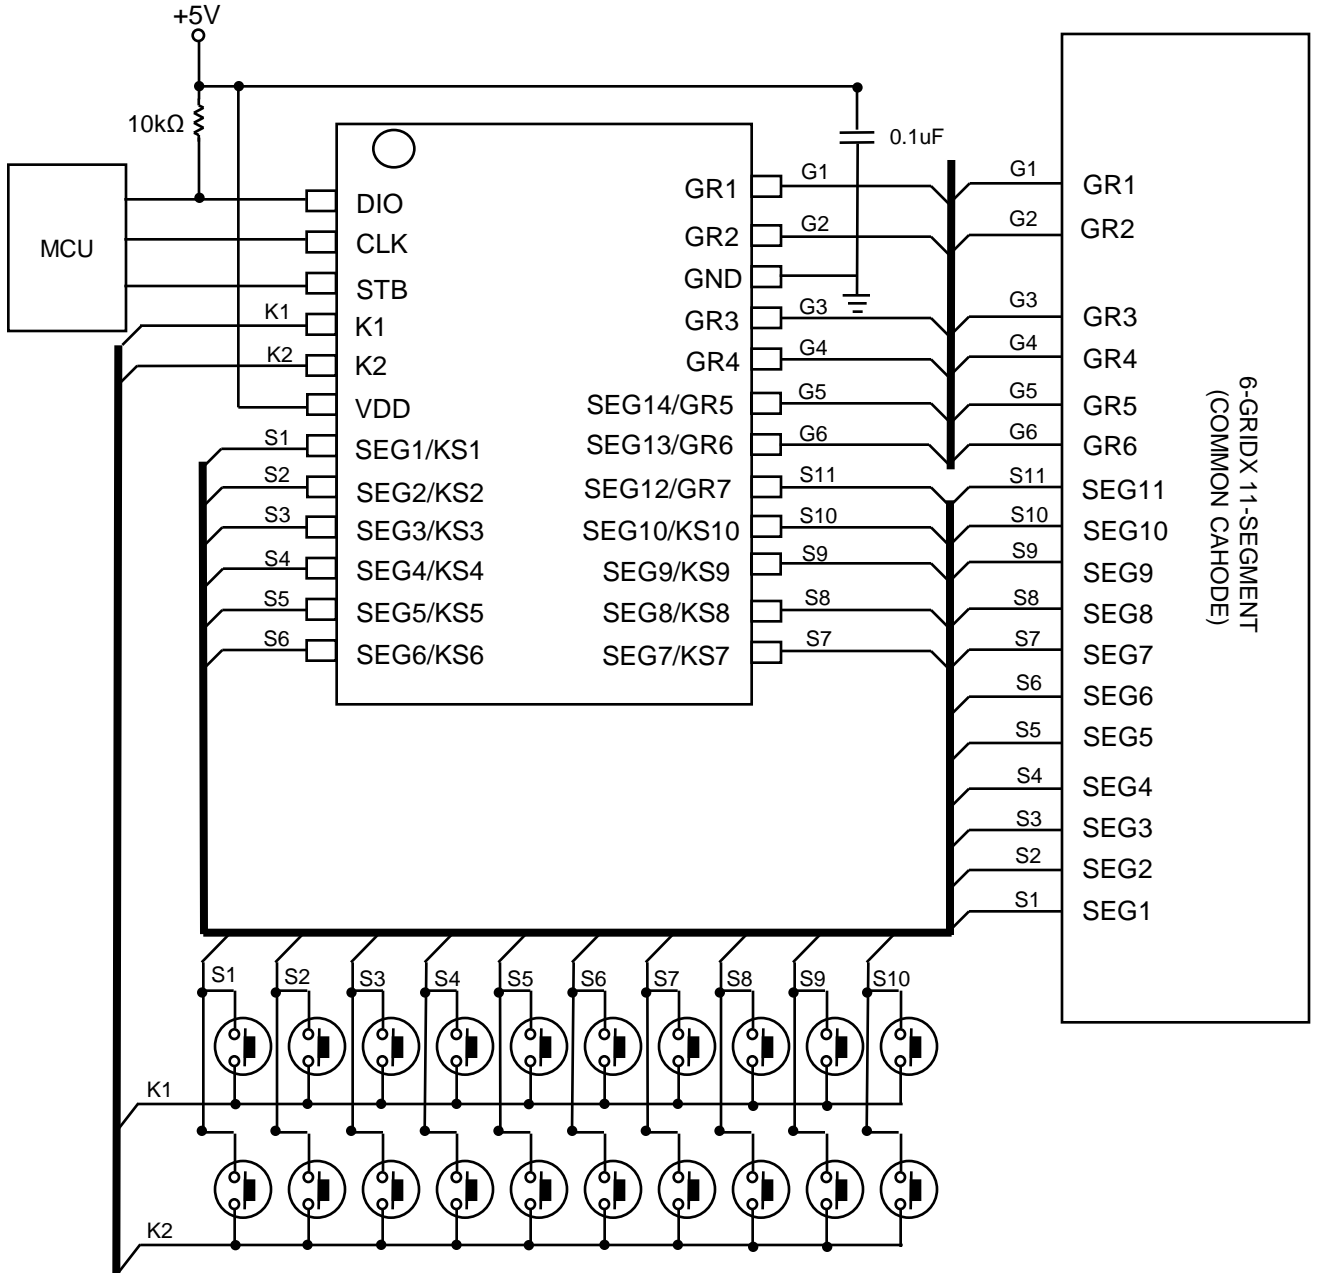 +5V
10kΩ
0.1uF
MCU
DIO
CLK
STB
K1
K1
K2
K2
VDD
S1
SEG1/KS1
S2
SEG2/KS2
S3
SEG3/KS3
S4
SEG4/KS4
S5
SEG5/KS5
S6
SEG6/KS6
GR1
G1
GR2
G2
GND
GR3
G3
GR4
G4
SEG14/GR5
G5
SEG13/GR6
G6
SEG12/GR7
S11
SEG10/KS10
S10
SEG9/KS9
S9
SEG8/KS8
S8
SEG7/KS7
S7
G1
GR1
G2
GR2
G3
GR3
G4
GR4
G5
GR5
G6
GR6
S11
SEG11
S10
SEG10
S9
SEG9
S8
SEG8
S7
SEG7
S6
SEG6
S5
SEG5
S4
SEG4
S3
SEG3
S2
SEG2
S1
SEG1
6-GRIDX 11-SEGMENT
(COMMON CAHODE)
S1 S2 S3 S4 S5 S6 S7 S8 S9 S10
K1
K2